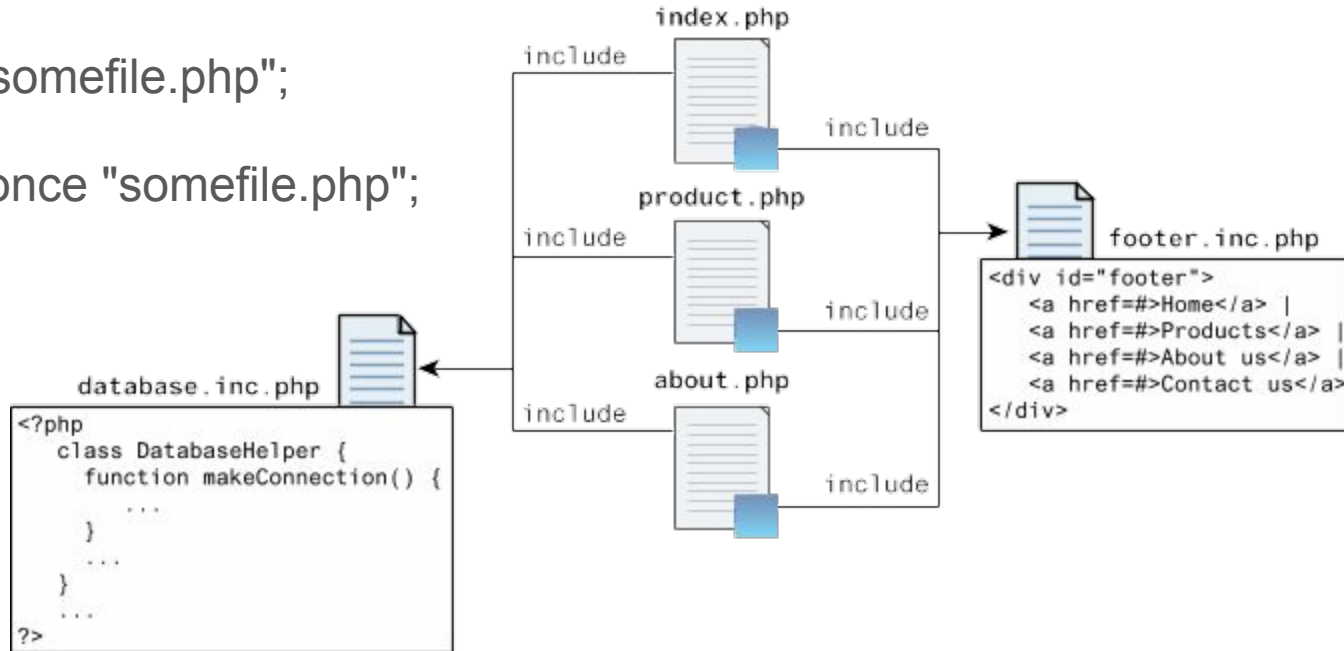 somefile.php";
once "somefile.php";
index.php
include
include
product.php
include
include
about.php
include
include
database.inc.php
<?php
class DatabaseHelper {
function makeConnection() {
...
}
...
}
...
?>
footer.inc.php
<div id="footer">
<a href=#>Home</a> |
<a href=#>Products</a> |
<a href=#>About us</a> |
<a href=#>Contact us</a>
</div>